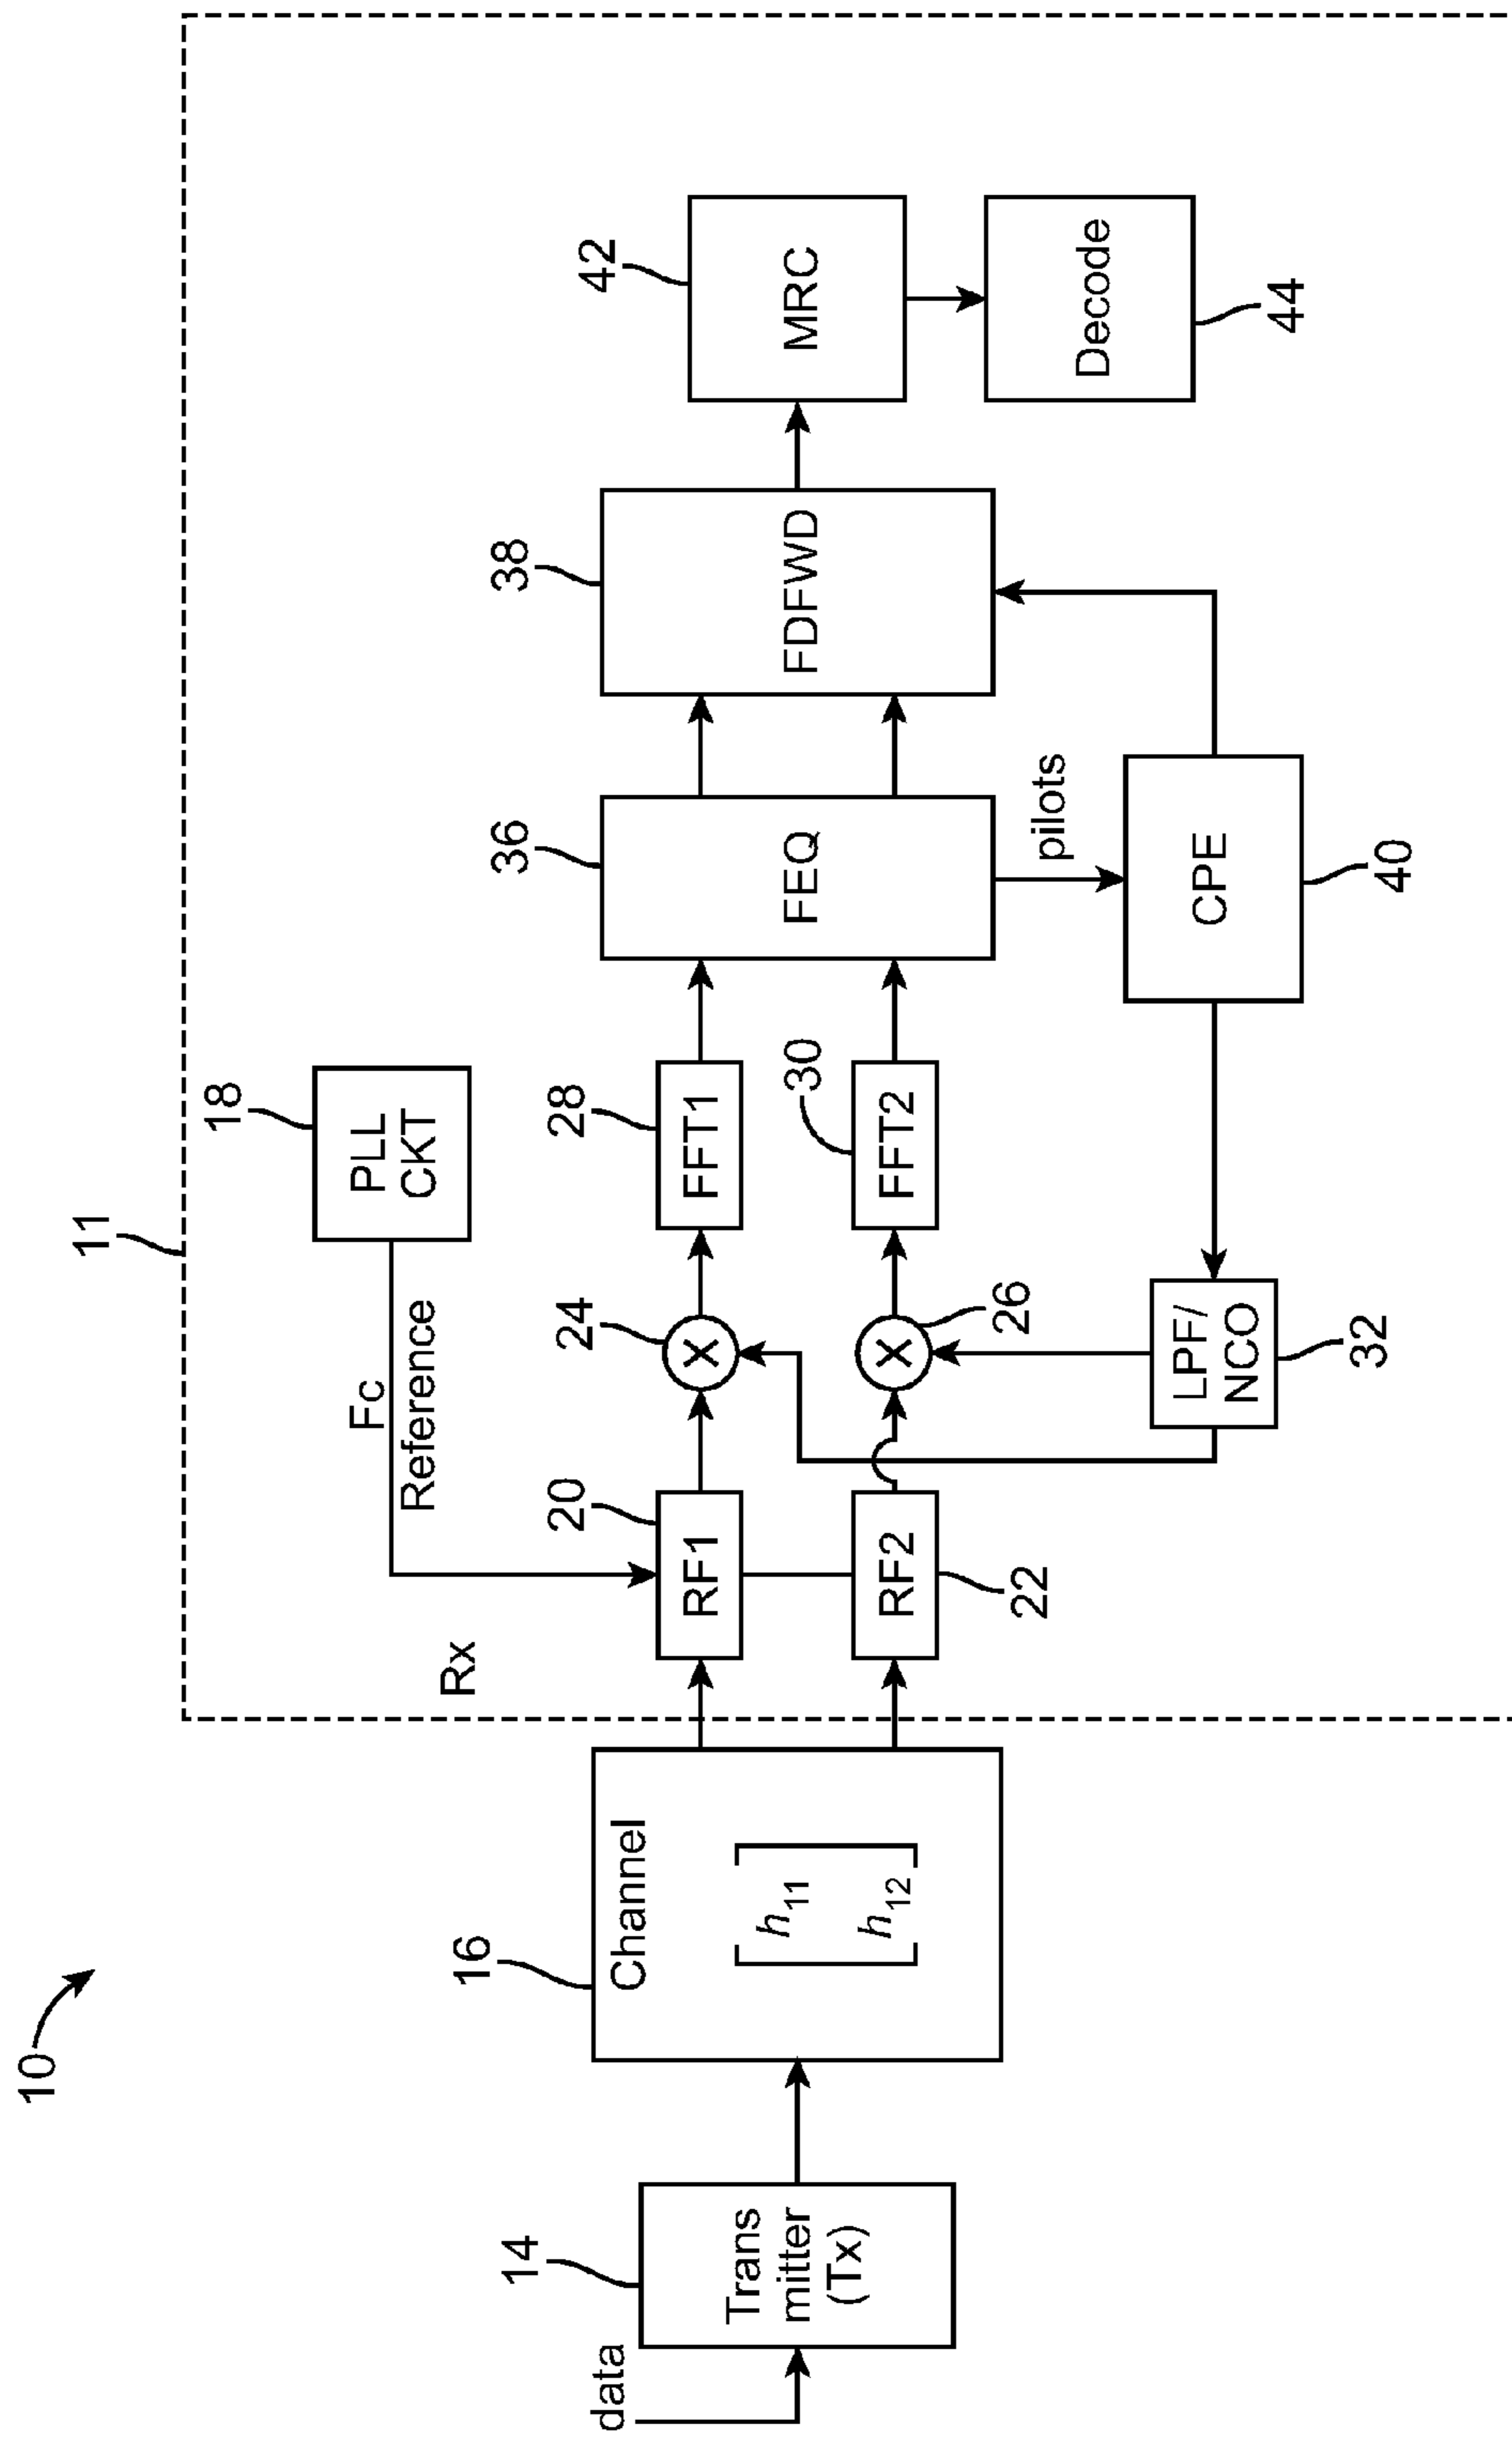 10
11
data
14
Trans
mitter
(Tx)
16
Channel
h11
h12
Rx
Fc
Reference
18
PLL
CKT
20
RF1
RF2
22
24
26
28
FFT1
30
FFT2
LPF/
NCO
32
36
FEQ
pilots
CPE
40
38
FDFWD
42
MRC
Decode
44